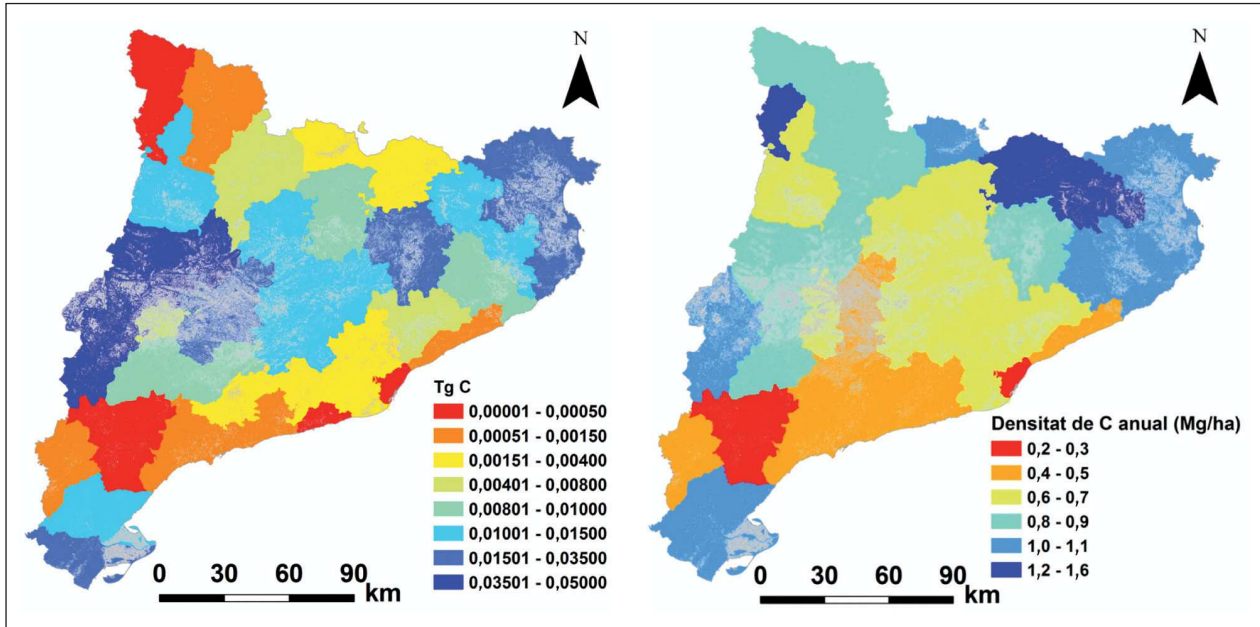 N
Tg C
0,00001 - 0,00050
0,00051 - 0,00150
0,00151 - 0,00400
0,00401 - 0,00800
0,00801 - 0,01000
0,01001 - 0,01500
0,01501 - 0,03500
0,03501 - 0,05000
0 30 60 90
km
N
Densitat de C anual (Mg/ha)
0,2 - 0,3
0,4 - 0,5
0,6 - 0,7
0,8 - 0,9
1,0 - 1,1
1,2 - 1,6
0 30 60 90
km